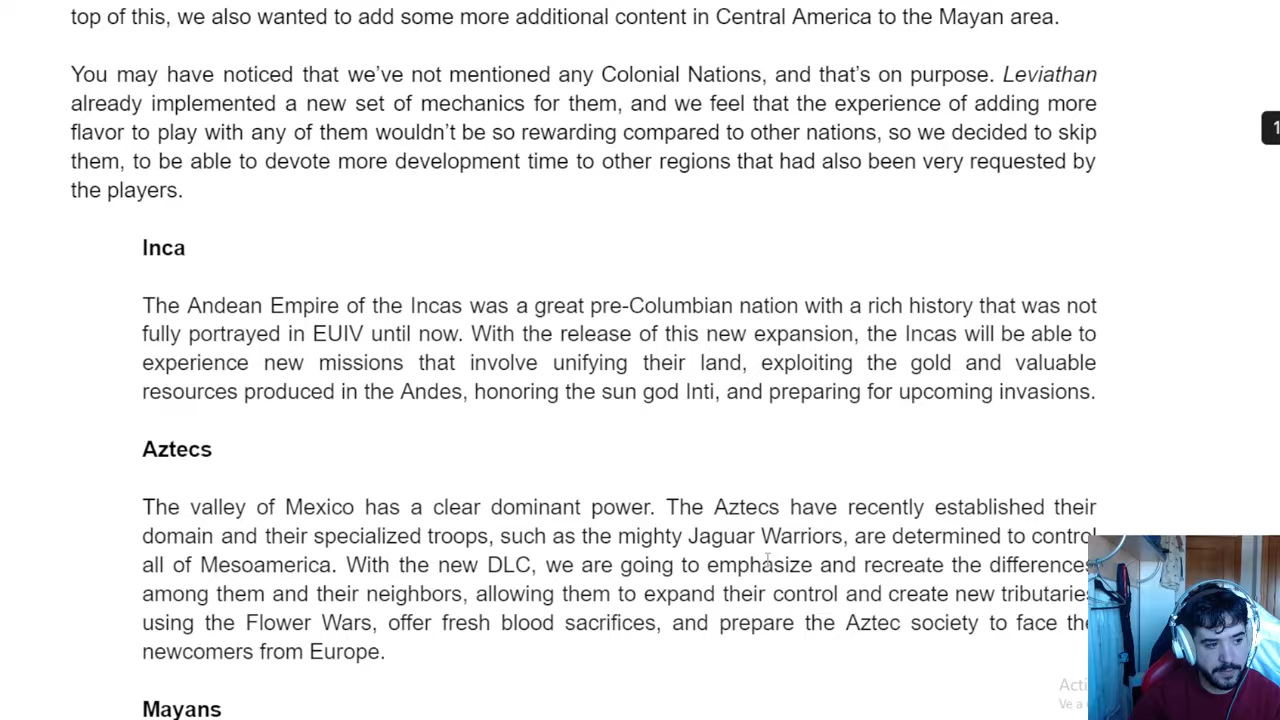 top of this, we also wanted to add some more additional content in Central America to the Mayan area.
You may have noticed that we’ve not mentioned any Colonial Nations, and that’s on purpose. Leviathan
already implemented a new set of mechanics for them, and we feel that the experience of adding more
flavor to play with any of them wouldn’t be so rewarding compared to other nations, so we decided to skip
them, to be able to devote more development time to other regions that had also been very requested by
the players.
Inca
The Andean Empire of the Incas was a great pre-Columbian nation with a rich history that was not
fully portrayed in EUIV until now. With the release of this new expansion, the Incas will be able to
experience new missions that involve unifying their land, exploiting the gold and valuable
resources produced in the Andes, honoring the sun god Inti, and preparing for upcoming invasions.
Aztecs
The valley of Mexico has a clear dominant power. The Aztecs have recently established their
domain and their specialized troops, such as the mighty Jaguar Warriors, are determined to control
all of Mesoamerica. With the new DLC, we are going to emphasize and recreate the differences
among them and their neighbors, allowing them to expand their control and create new tributaries
using the Flower Wars, offer fresh blood sacrifices, and prepare the Aztec society to face the
newcomers from Europe.
Mayans
Acti
Ve a
1